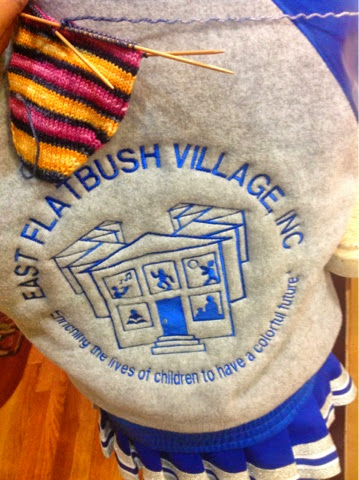 EAST FLATBUSH VILLAGE, INC
"Enriching the lives of children to have a colorful future."